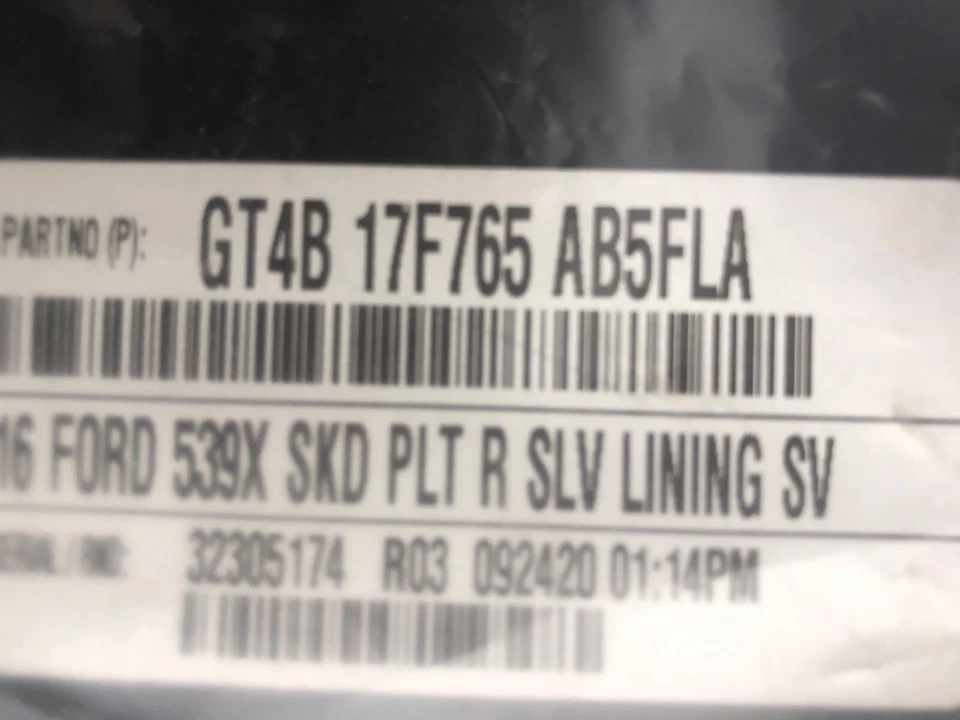 PARTNO (P): GT4B 17F765 AB5FLA
16 FORD 539X SKD PLT R SLV LINING SV
32305174 R03 092420 01:14PM